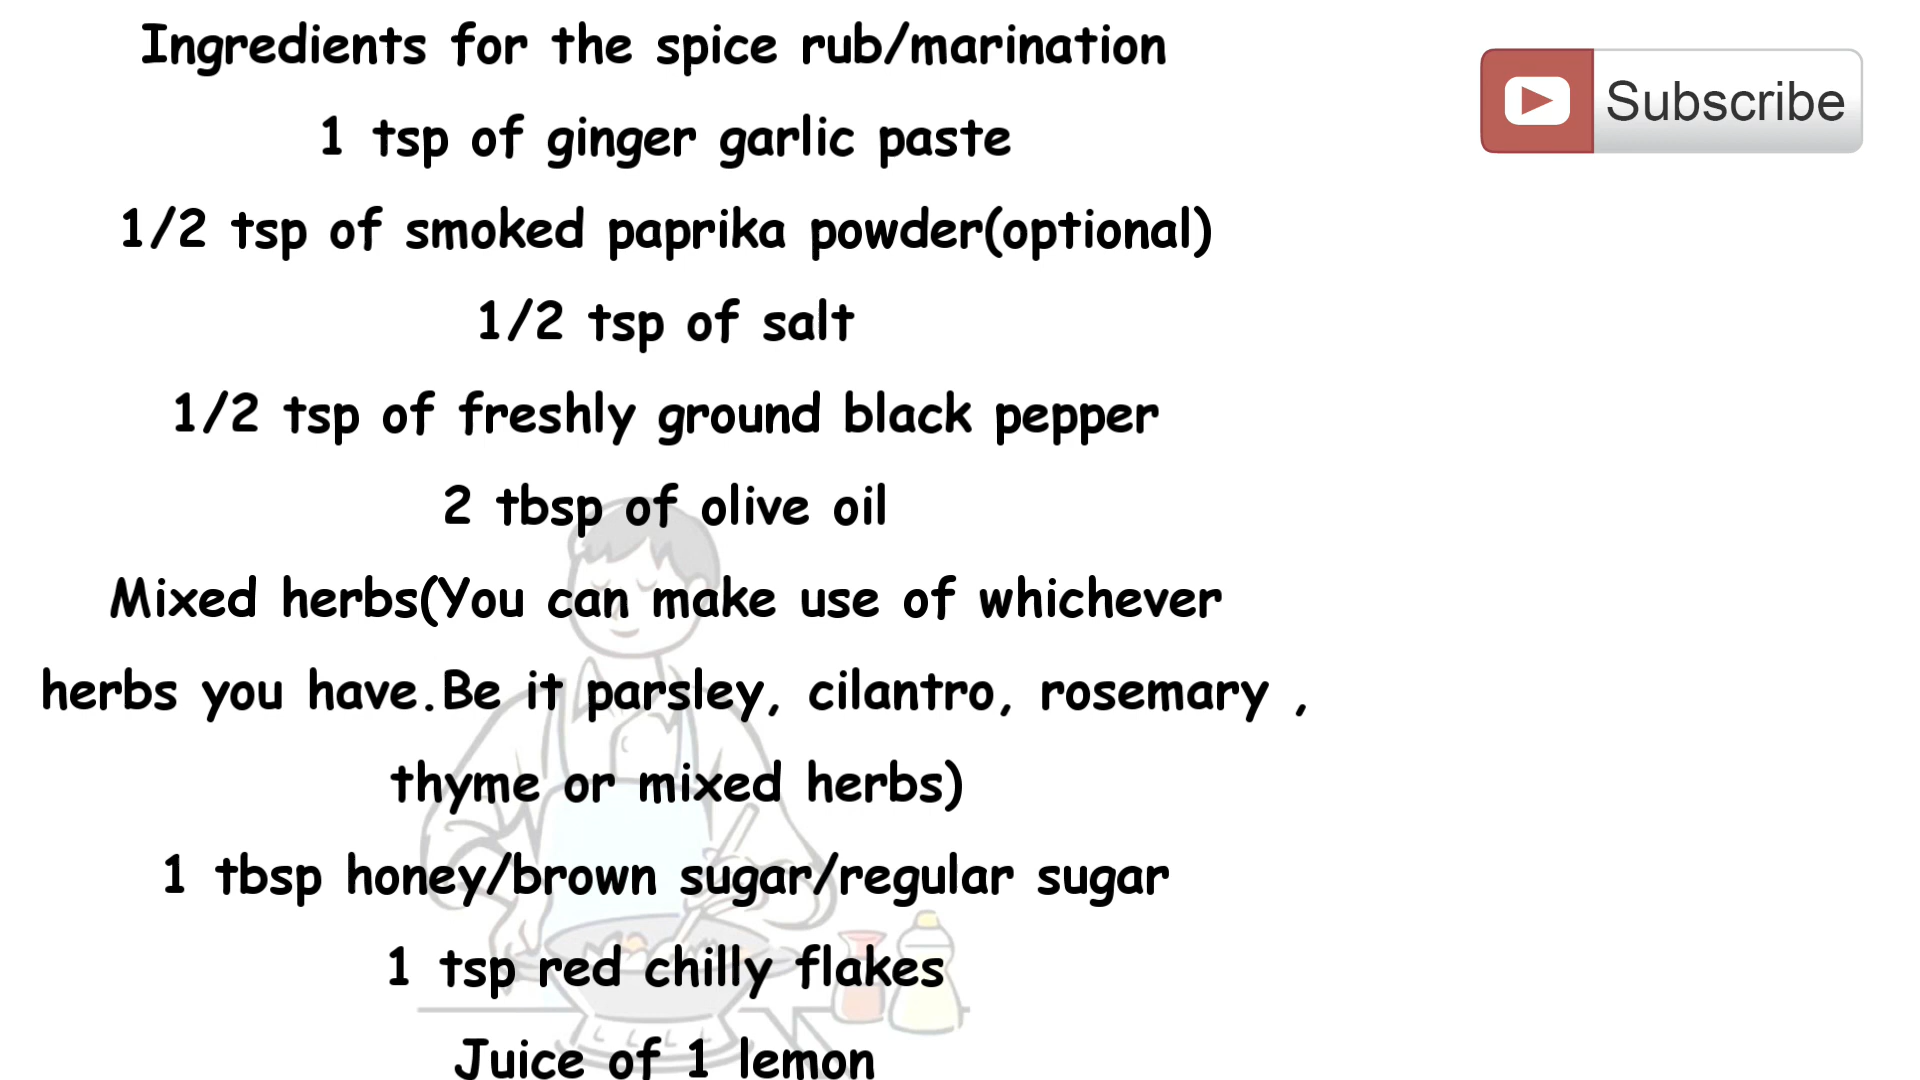 Ingredients for the spice rub/marination
Subscribe
1 tsp of ginger garlic paste
1/2 tsp of smoked paprika powder(optional)
1/2 tsp of salt
1/2 tsp of freshly ground black pepper
2 tbsp of olive oil
Mixed herbs(You can make use of whichever
herbs you have.Be it parsley, cilantro, rosemary ,
thyme or mixed herbs)
1 tbsp honey/brown sugar/regular sugar
1 tsp red chilly flakes
Juice of 1 lemon